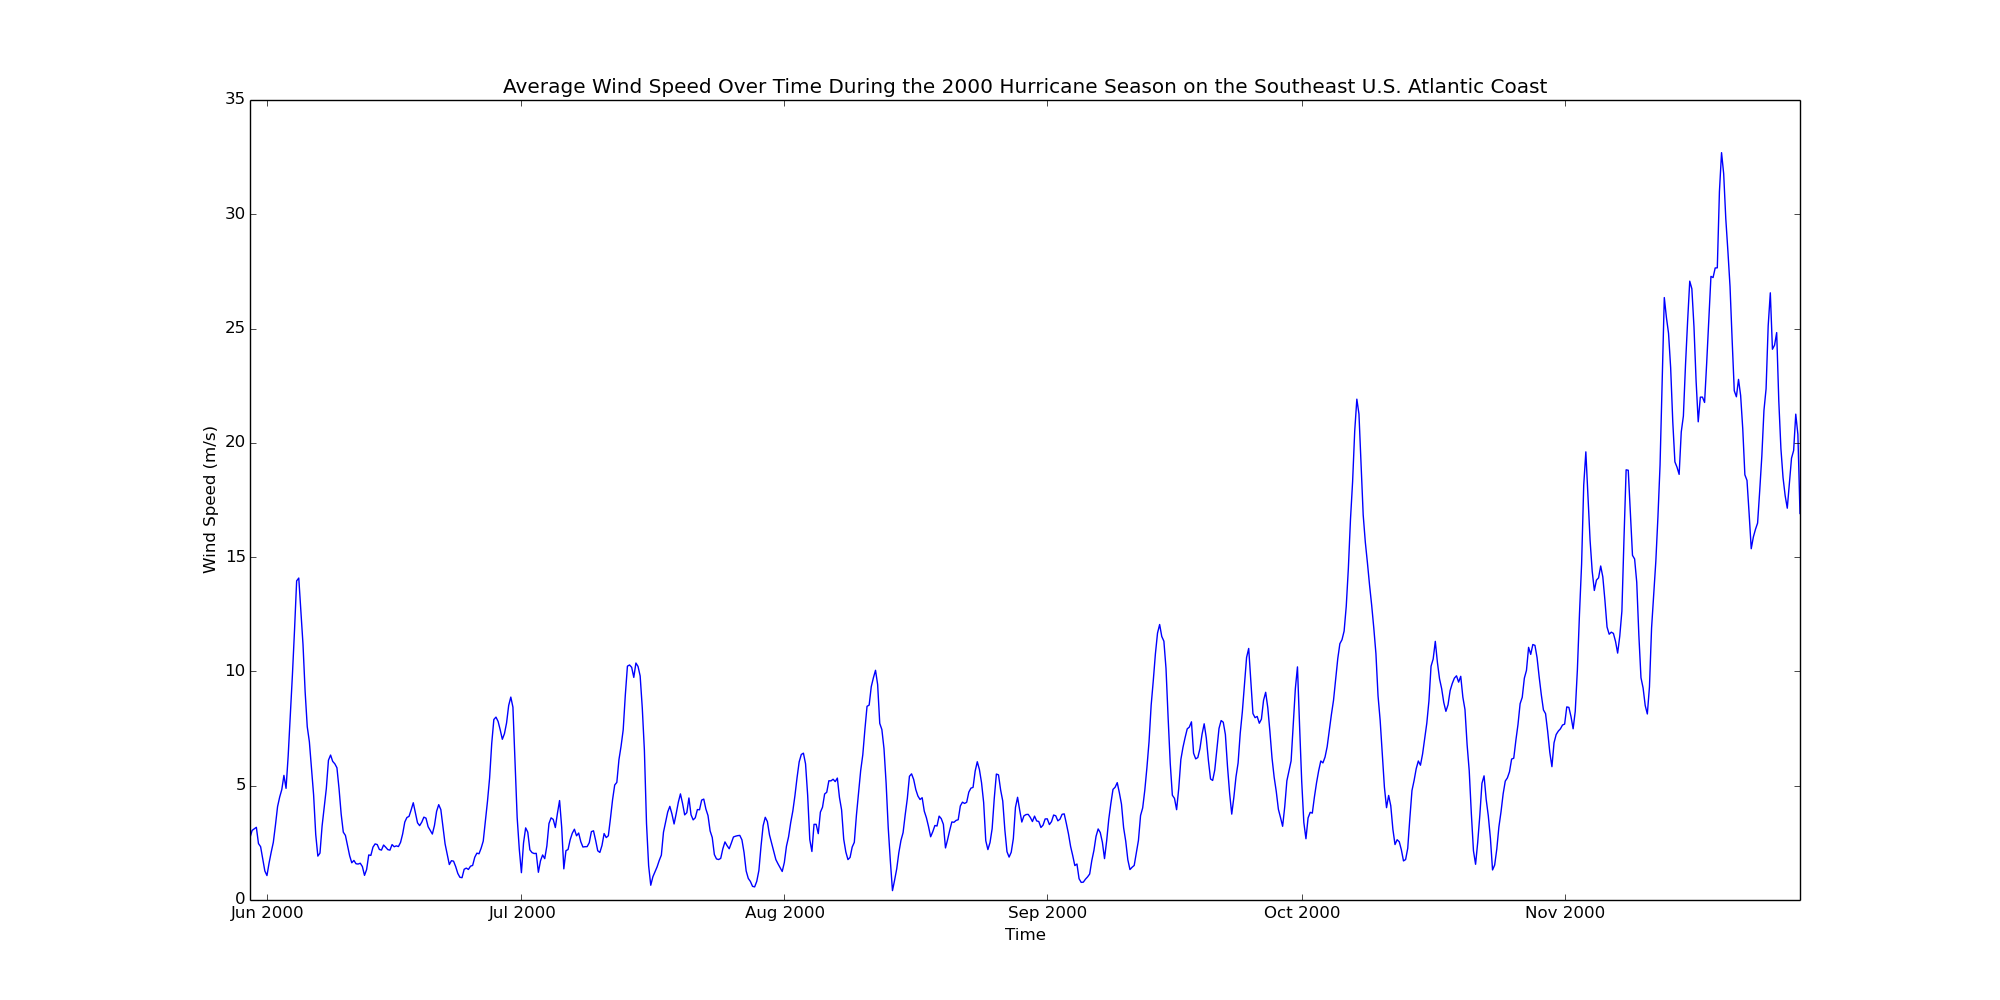 Average Wind Speed Over Time During the 2000 Hurricane Season on the Southeast U.S. Atlantic Coast
35
30
25
20
15
10
5
0
Wind Speed (m/s)
Jun 2000 Jul 2000 Aug 2000 Sep 2000 Oct 2000 Nov 2000
Time